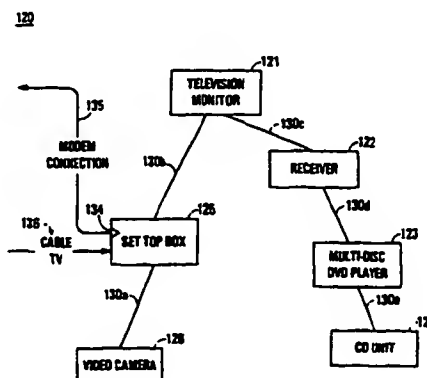 120
121
TELEVISION
MONITOR
135
130c
122
MODEM
CONNECTION
130b
RECEIVER
136
134
125
130d
123
CABLE
TV
SET TOP BOX
MULTI-DISC
DVD PLAYER
130a
130e
126
VIDEO CAMERA
CD UNIT